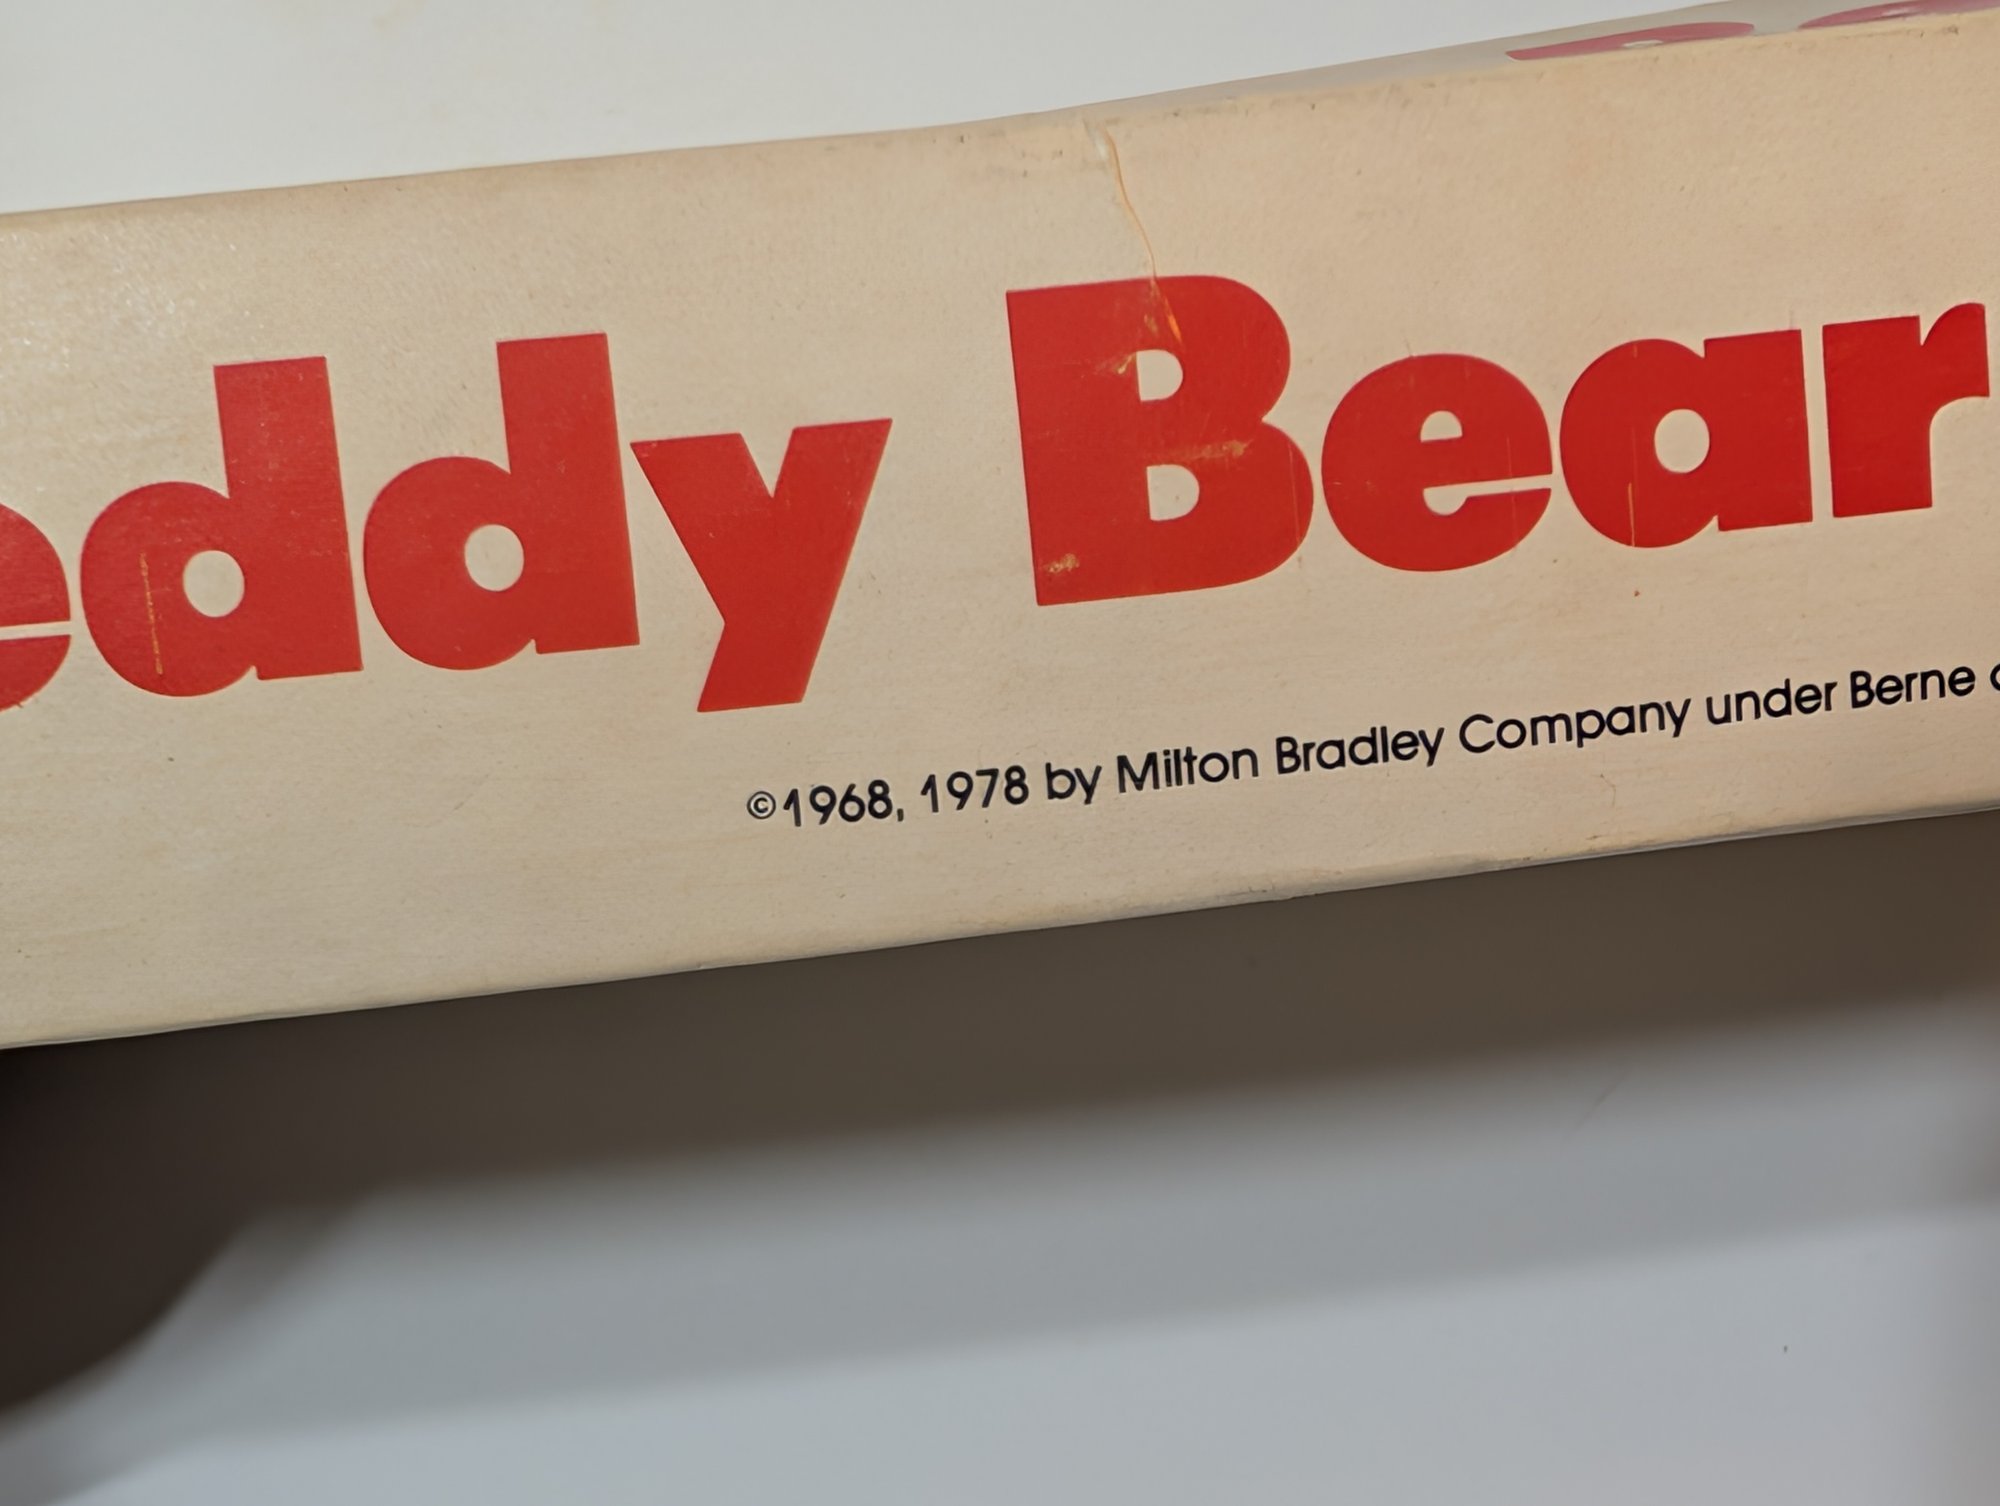 eddy Bear
©1968, 1978 by Milton Bradley Company under Berne